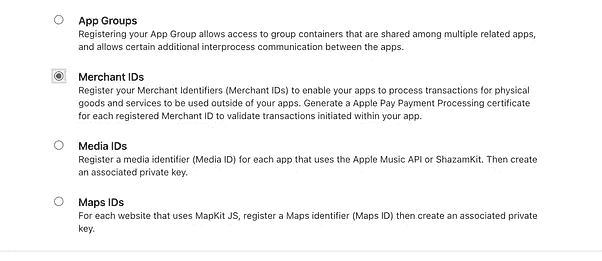 App Groups
Registering your App Group allows access to group containers that are shared among multiple related apps,
and allows certain additional interprocess communication between the apps.
Merchant IDs
Register your Merchant Identifiers (Merchant IDs) to enable your apps to process transactions for physical
goods and services to be used outside of your apps. Generate a Apple Pay Payment Processing certificate
for each registered Merchant ID to validate transactions initiated within your app.
Media IDs
Register a media identifier (Media ID) for each app that uses the Apple Music API or ShazamKit. Then create
an associated private key.
Maps IDs
For each website that uses MapKit JS, register a Maps identifier (Maps ID) then create an associated private
key.